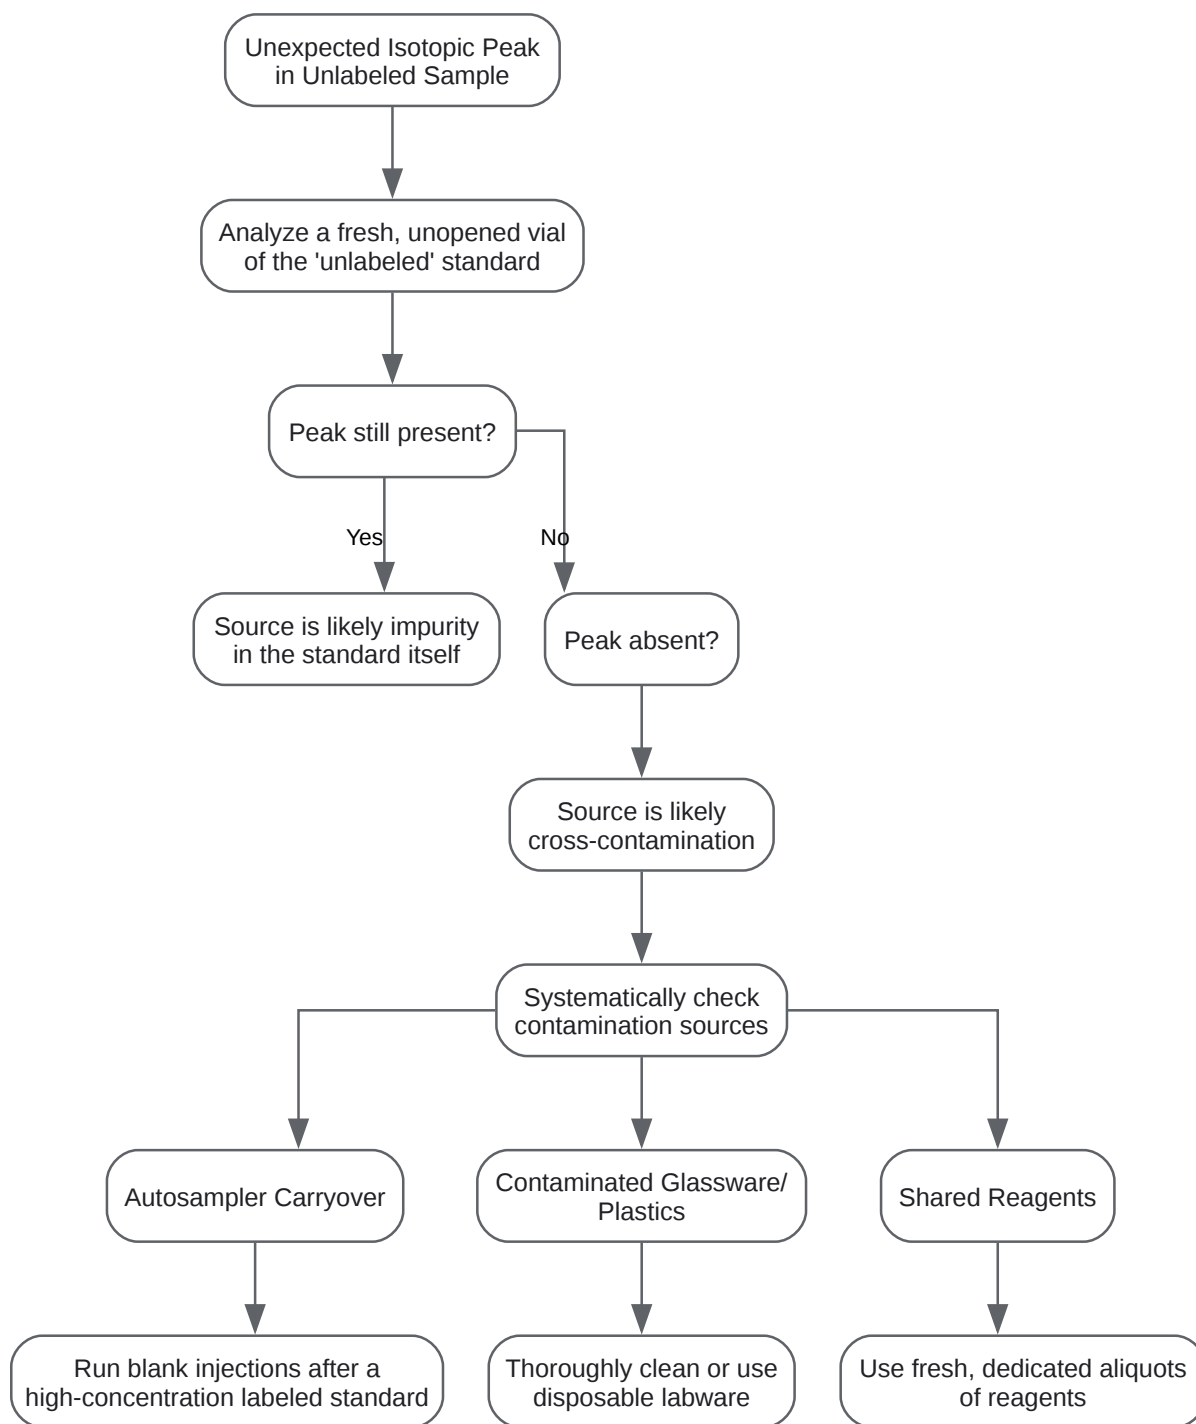 Unexpected Isotopic Peak
in Unlabeled Sample
Analyze a fresh, unopened vial
of the 'unlabeled' standard
Peak still present?
Yes
No
Source is likely impurity
in the standard itself
Peak absent?
Source is likely
cross-contamination
Systematically check
contamination sources
Autosampler Carryover
Contaminated Glassware/
Plastics
Shared Reagents
Run blank injections after a
high-concentration labeled standard
Thoroughly clean or use
disposable labware
Use fresh, dedicated aliquots
of reagents